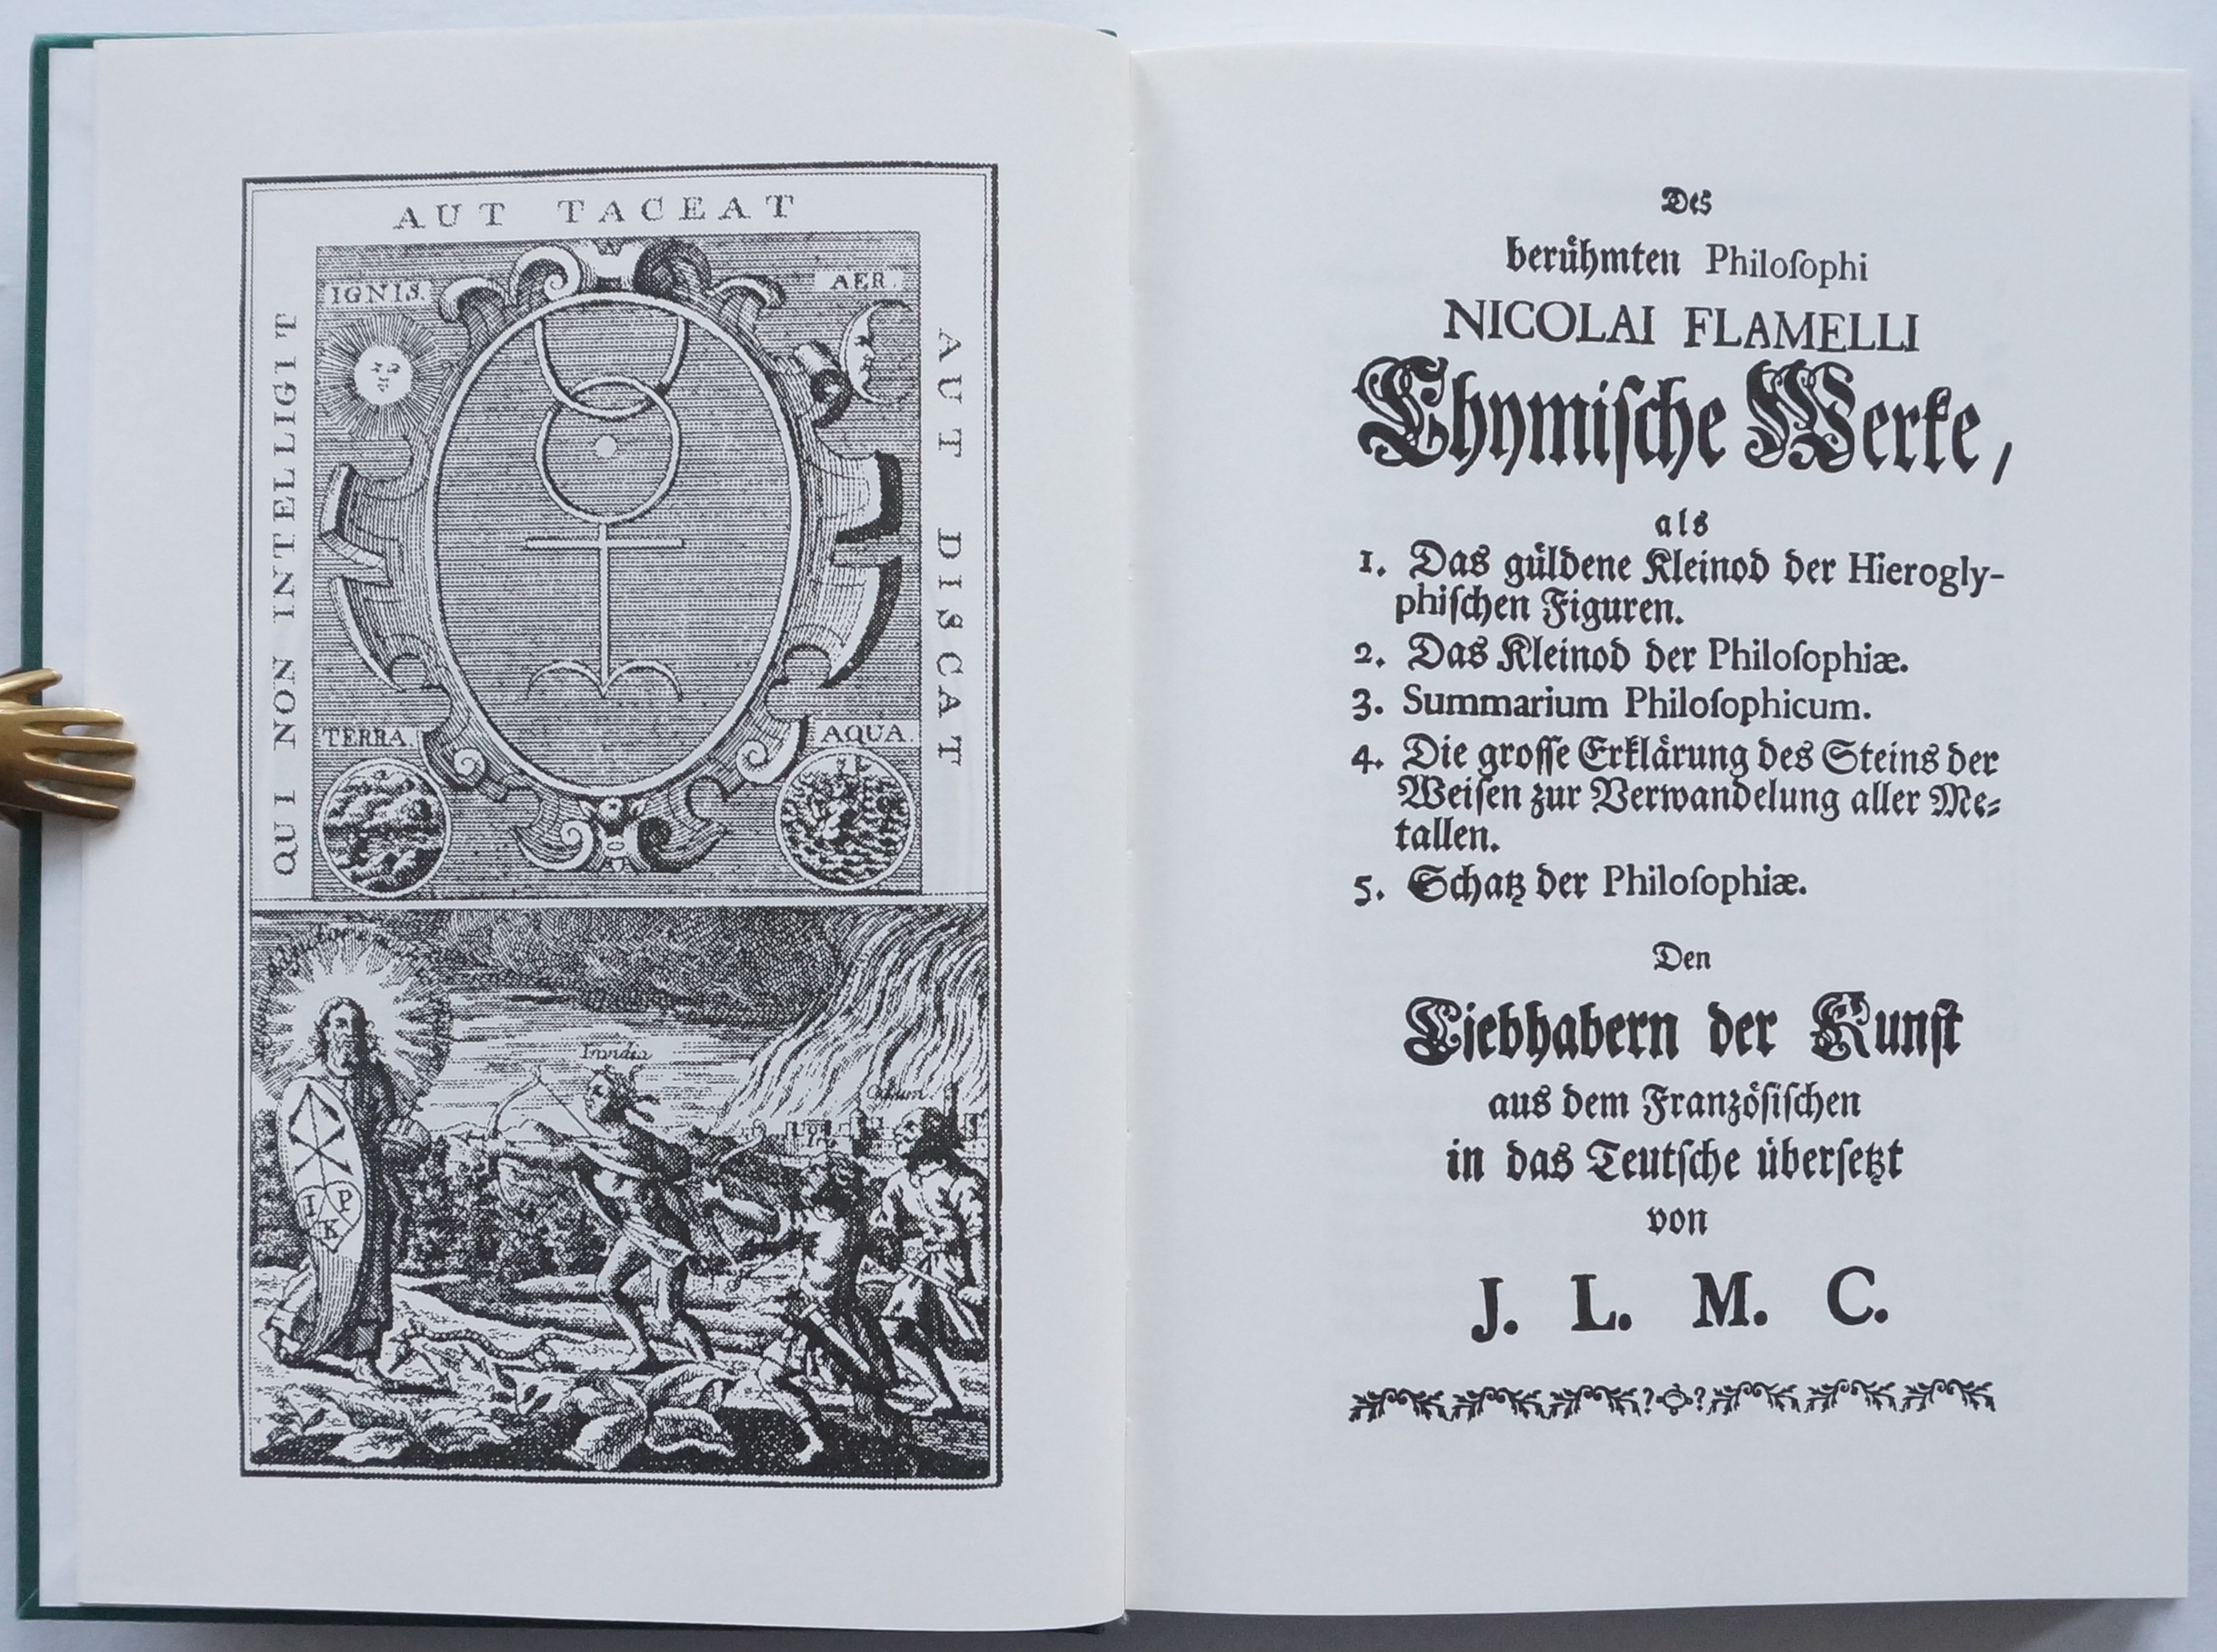 AUT TACEAT
QUI NON INTELLIGIT
AUT DISCAT
IGNIS.
AER.
TERRA.
AQUA.
Invidia
Odium
I P
K
Des
berühmten Philoſophi
NICOLAI FLAMELLI
Chymiſche Werke,
als
1. Das güldene Kleinod der Hierogly-
phiſchen Figuren.
2. Das Kleinod der Philoſophiæ.
3. Summarium Philoſophicum.
4. Die groſſe Erklärung des Steins der
Weiſen zur Verwandelung aller Me-
tallen.
5. Schatz der Philoſophiæ.
Den
Liebhabern der Kunſt
aus dem Franzöſiſchen
in das Teutſche überſetzt
von
J. L. M. C.